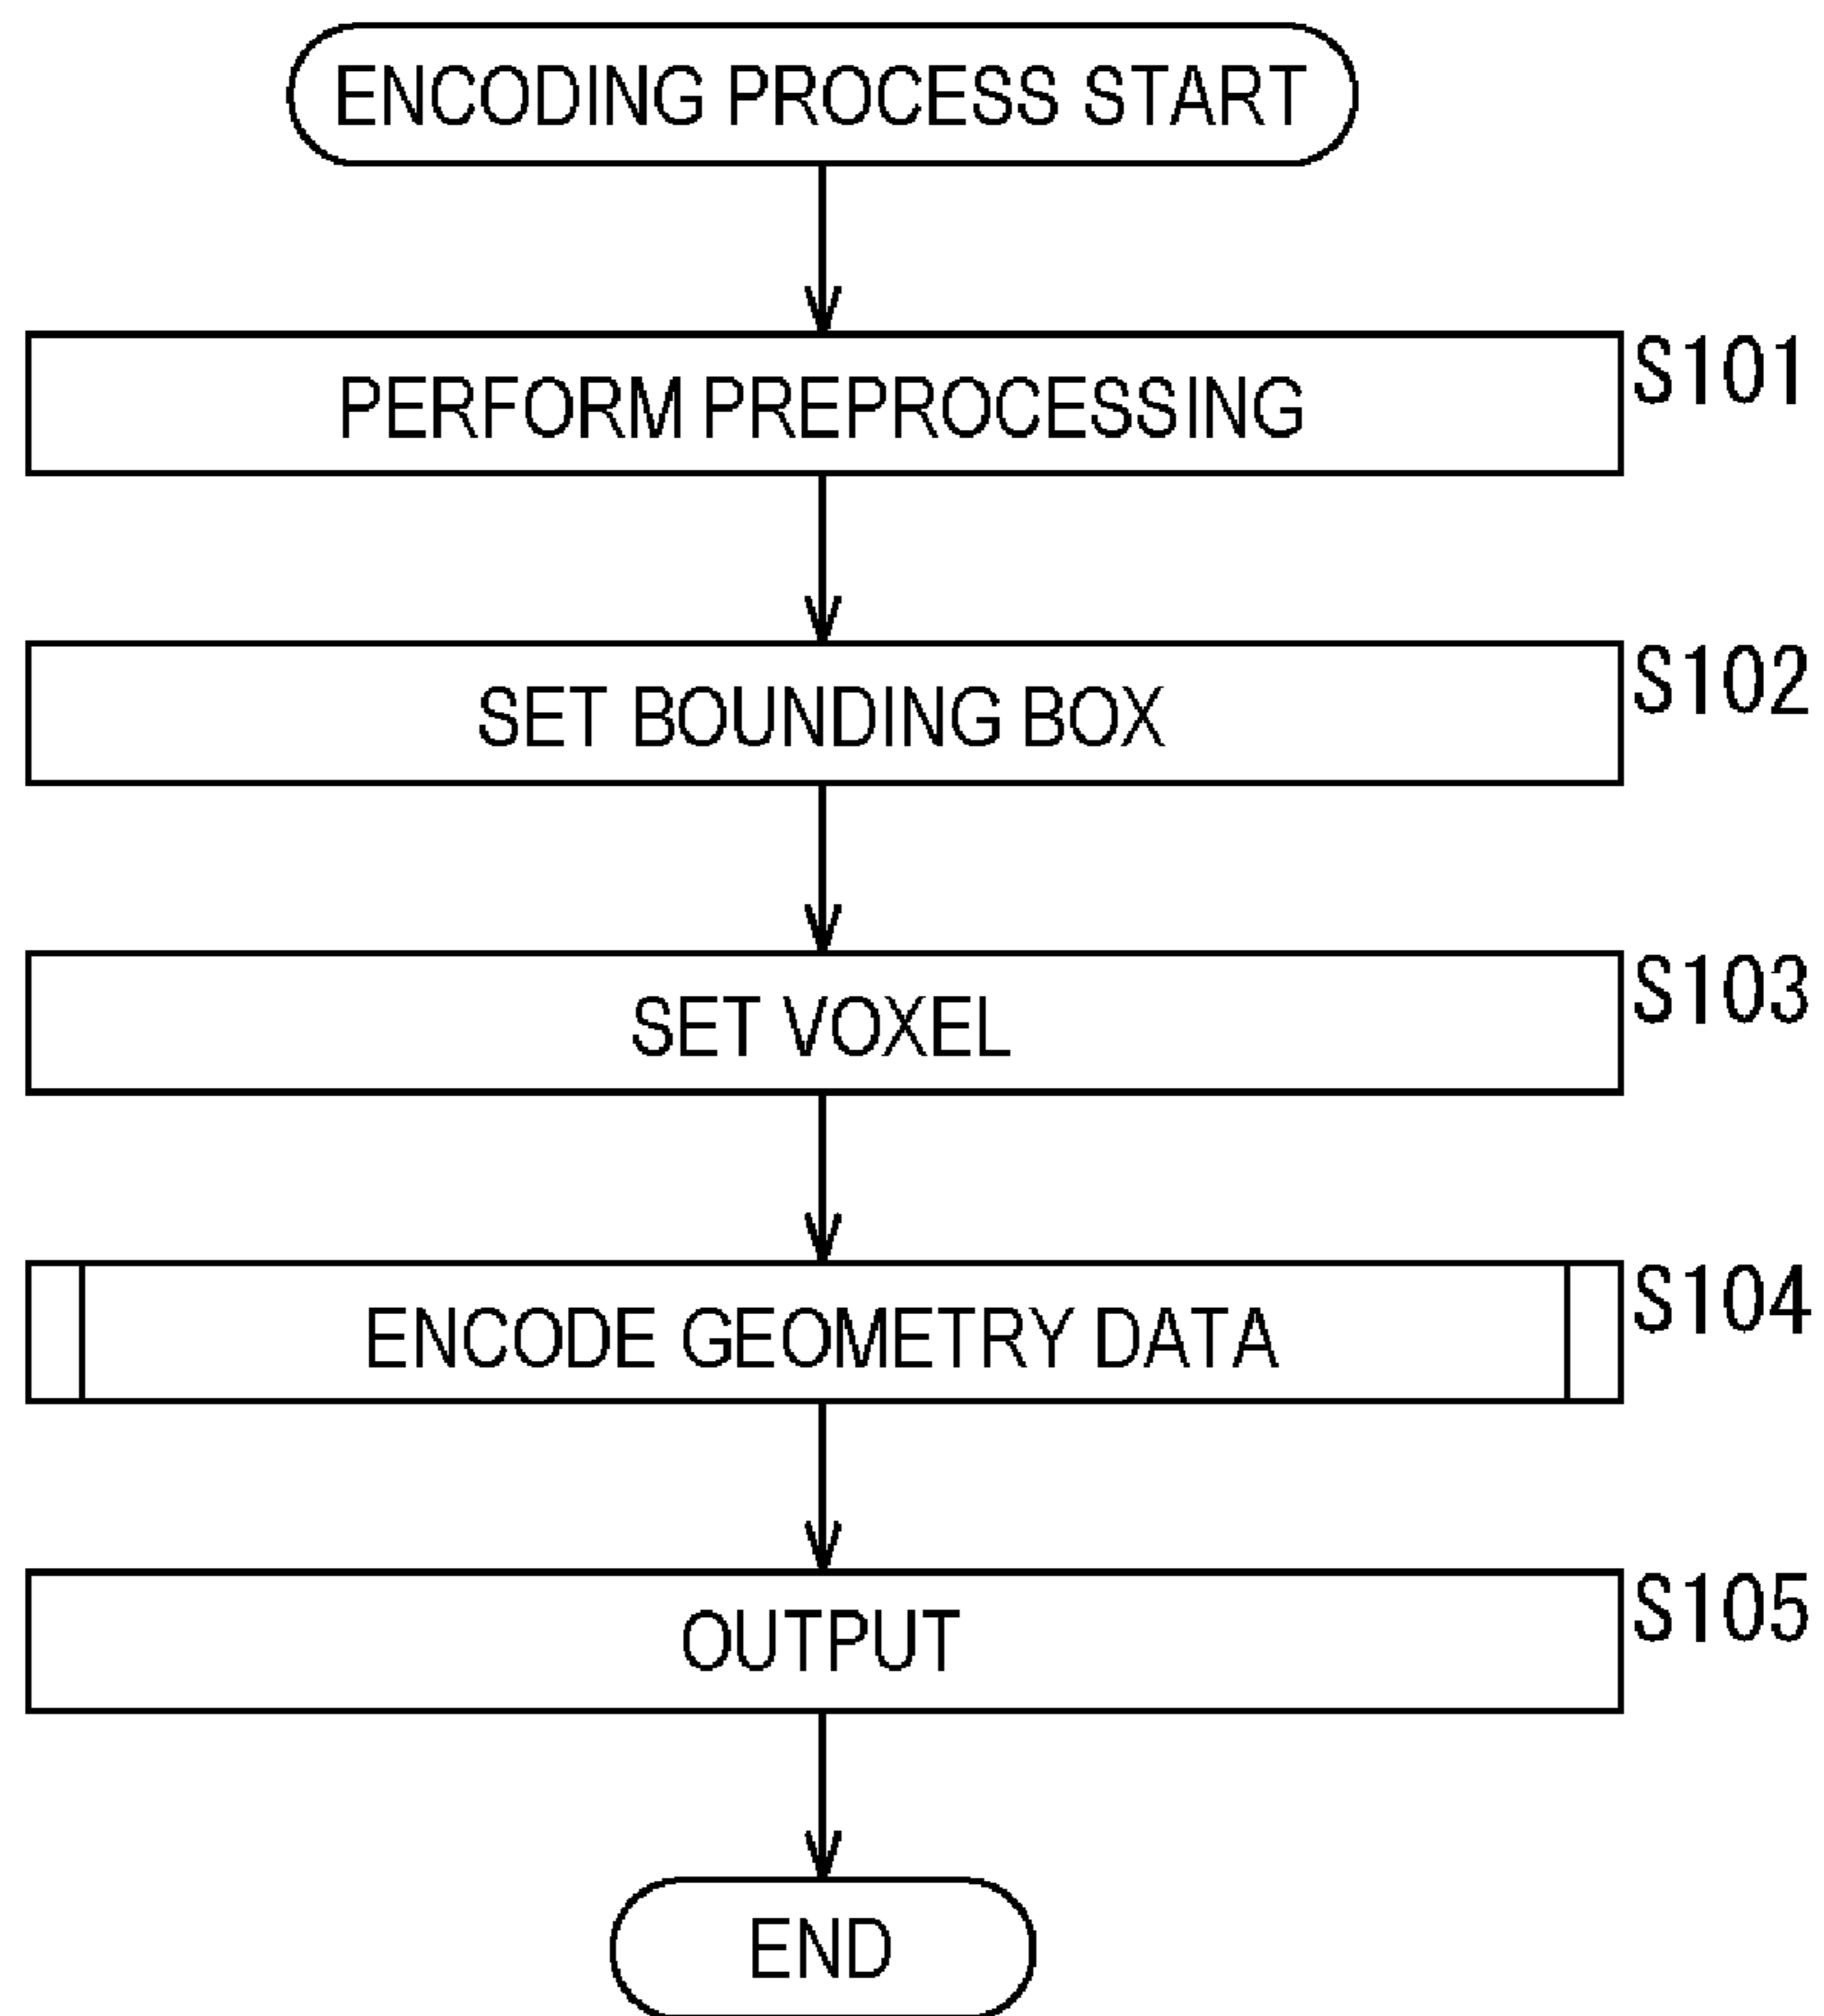 ENCODING PROCESS START
PERFORM PREPROCESSING
S101
SET BOUNDING BOX
S102
SET VOXEL
S103
ENCODE GEOMETRY DATA
S104
OUTPUT
S105
END